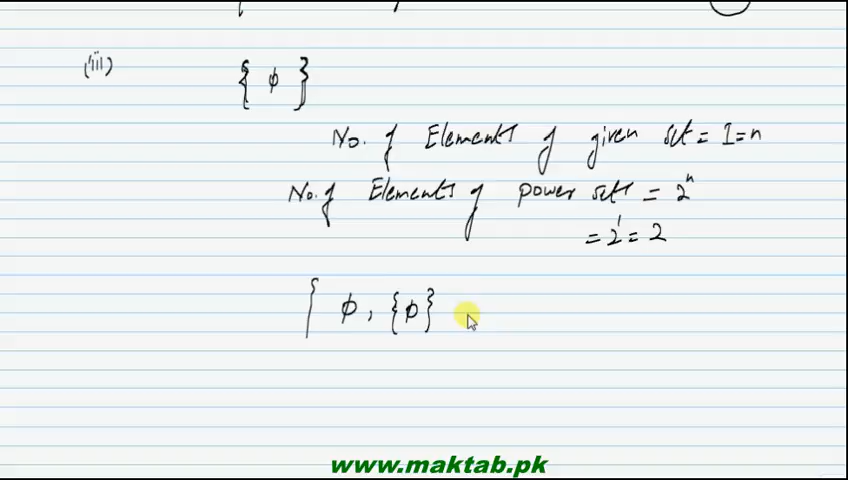 (iii) { φ }
No. of Elements of given set = 1 = n
No. of Elements of power sets = 2ⁿ
= 2¹ = 2
{ φ , {φ}
www.maktab.pk